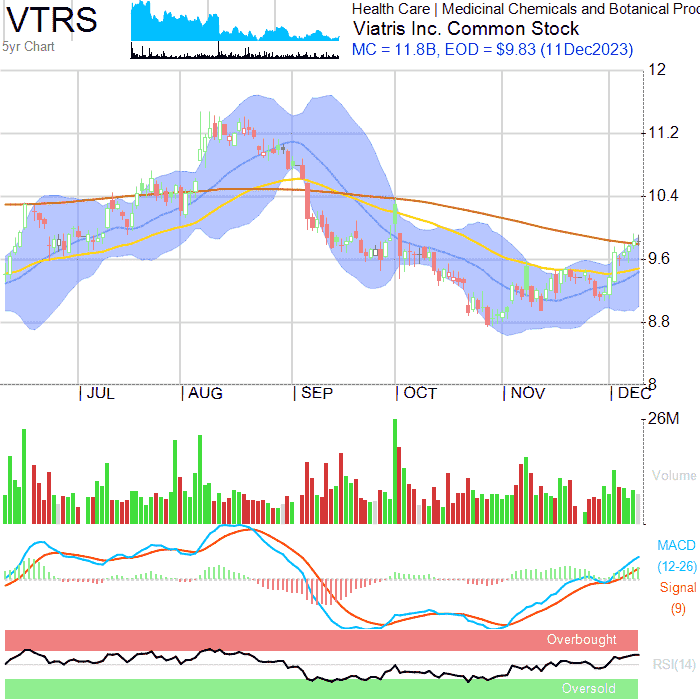 VTRS
5yr Chart
Health Care | Medicinal Chemicals and Botanical Proc
Viatris Inc. Common Stock
MC = 11.8B, EOD = $9.83 (11Dec2023)
12
11.2
10.4
9.6
8.8
8
| JUL | AUG | SEP | OCT | NOV | DEC
26M
Volume
MACD
(12-26)
Signal
(9)
Overbought
RSI(14)
Oversold